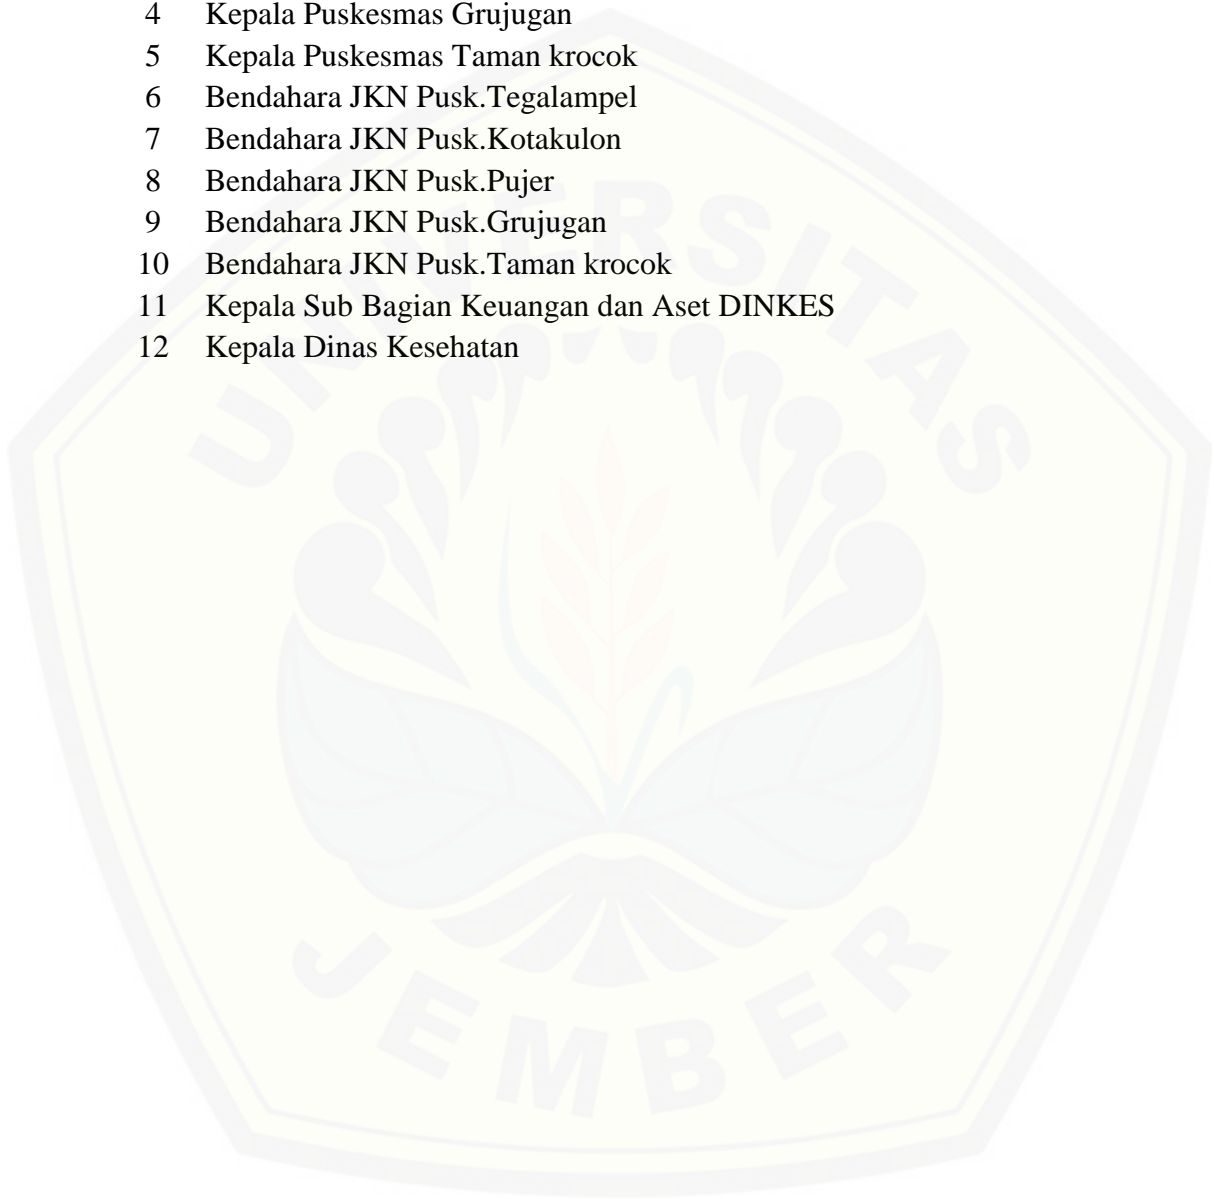 4 Kepala Puskesmas Grujugan
5 Kepala Puskesmas Taman krocok
6 Bendahara JKN Pusk.Tegalampel
7 Bendahara JKN Pusk.Kotakulon
8 Bendahara JKN Pusk.Pujer
9 Bendahara JKN Pusk.Grujugan
10 Bendahara JKN Pusk.Taman krocok
11 Kepala Sub Bagian Keuangan dan Aset DINKES
12 Kepala Dinas Kesehatan
UNIVERSITAS
JEMBER